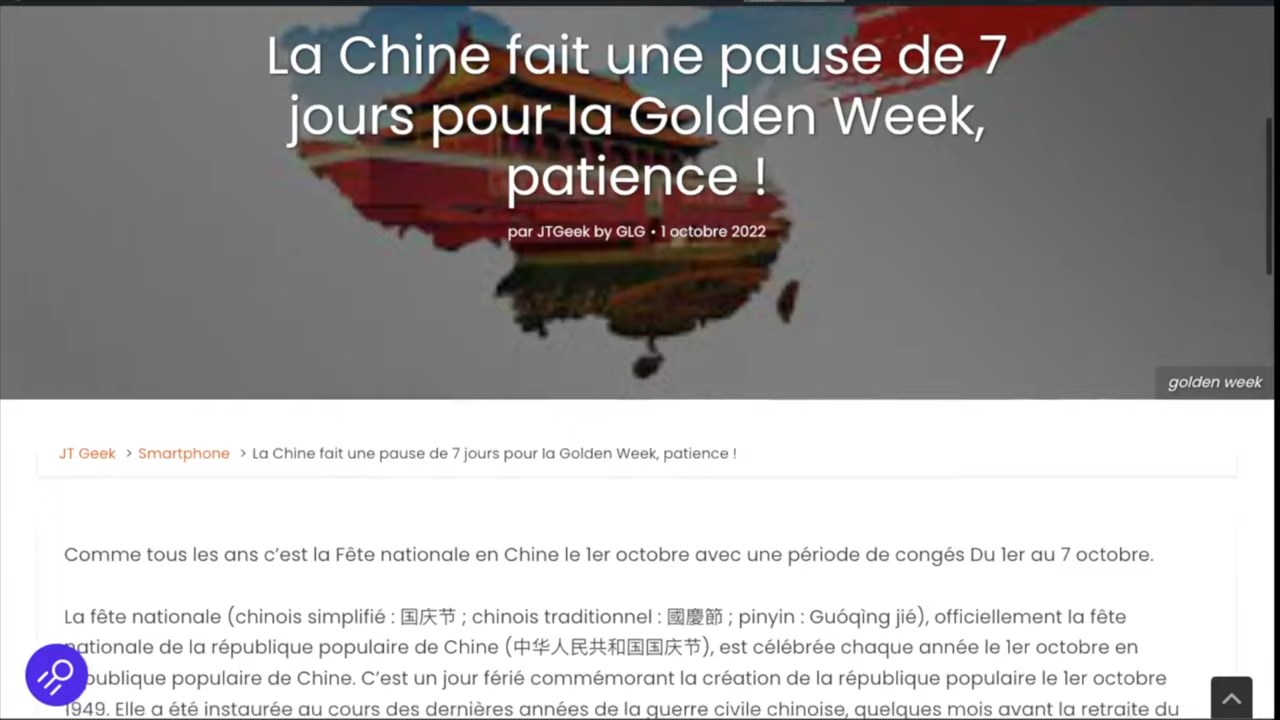 La Chine fait une pause de 7
jours pour la Golden Week,
patience !
par JTGeek by GLG • 1 octobre 2022
golden week
JT Geek > Smartphone > La Chine fait une pause de 7 jours pour la Golden Week, patience !
Comme tous les ans c’est la Fête nationale en Chine le 1er octobre avec une période de congés Du 1er au 7 octobre.
La fête nationale (chinois simplifié : 国庆节 ; chinois traditionnel : 國慶節 ; pinyin : Guóqìng jié), officiellement la fête
nationale de la république populaire de Chine (中华人民共和国国庆节), est célébrée chaque année le 1er octobre en
république populaire de Chine. C’est un jour férié commémorant la création de la république populaire le 1er octobre
1949. Elle a été instaurée au cours des dernières années de la guerre civile chinoise, quelques mois avant la retraite du